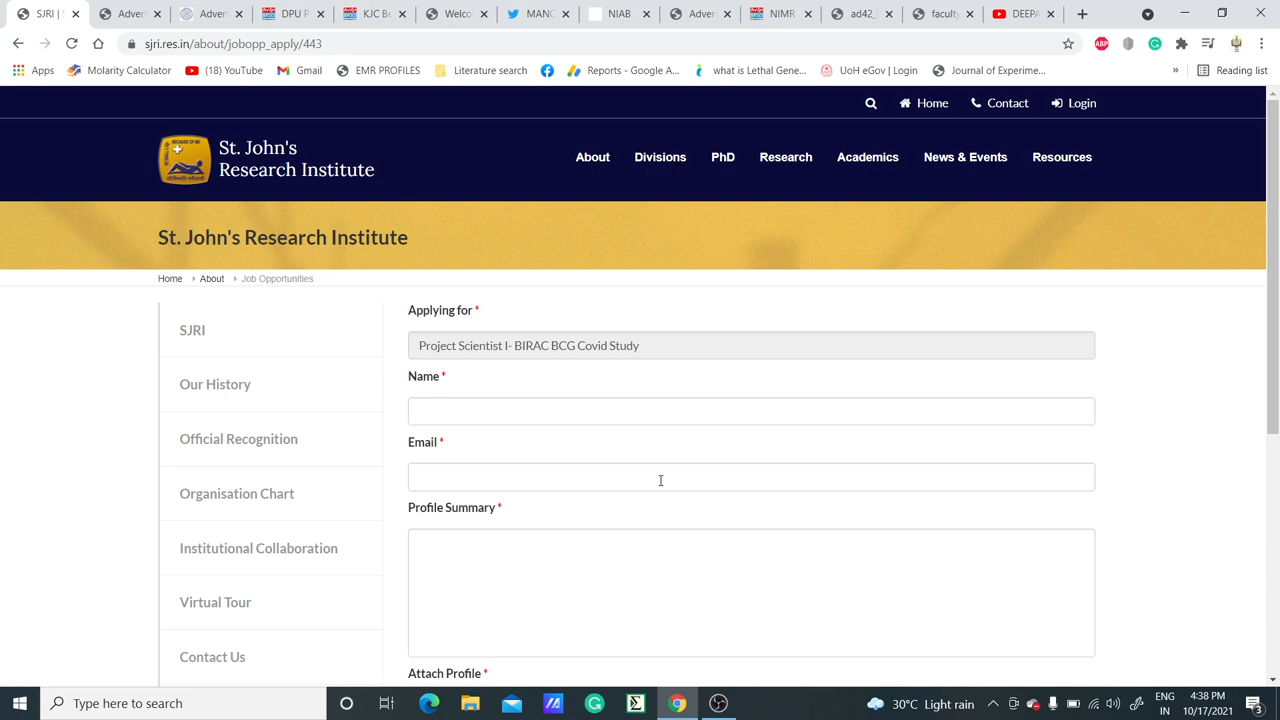 SJRI | S
Advert
Advert
DPU P
KJC Be
Welco
MANC
NIAB
Adver
NIMR
ad42_
faculty
DEEPA
sjri.res.in/about/jobopp_apply/443
Apps
Molarity Calculator
(18) YouTube
Gmail
EMR PROFILES
Literature search
Reports - Google A...
what is Lethal Gene...
UoH eGov | Login
Journal of Experime...
»
Reading list
Home
Contact
Login
St. John's
Research Institute
About
Divisions
PhD
Research
Academics
News & Events
Resources
St. John's Research Institute
Home
About
Job Opportunities
SJRI
Our History
Official Recognition
Organisation Chart
Institutional Collaboration
Virtual Tour
Contact Us
Applying for *
Project Scientist I- BIRAC BCG Covid Study
Name *
Email *
Profile Summary *
Attach Profile *
Type here to search
30°C Light rain
ENG
IN
4:38 PM
10/17/2021
3